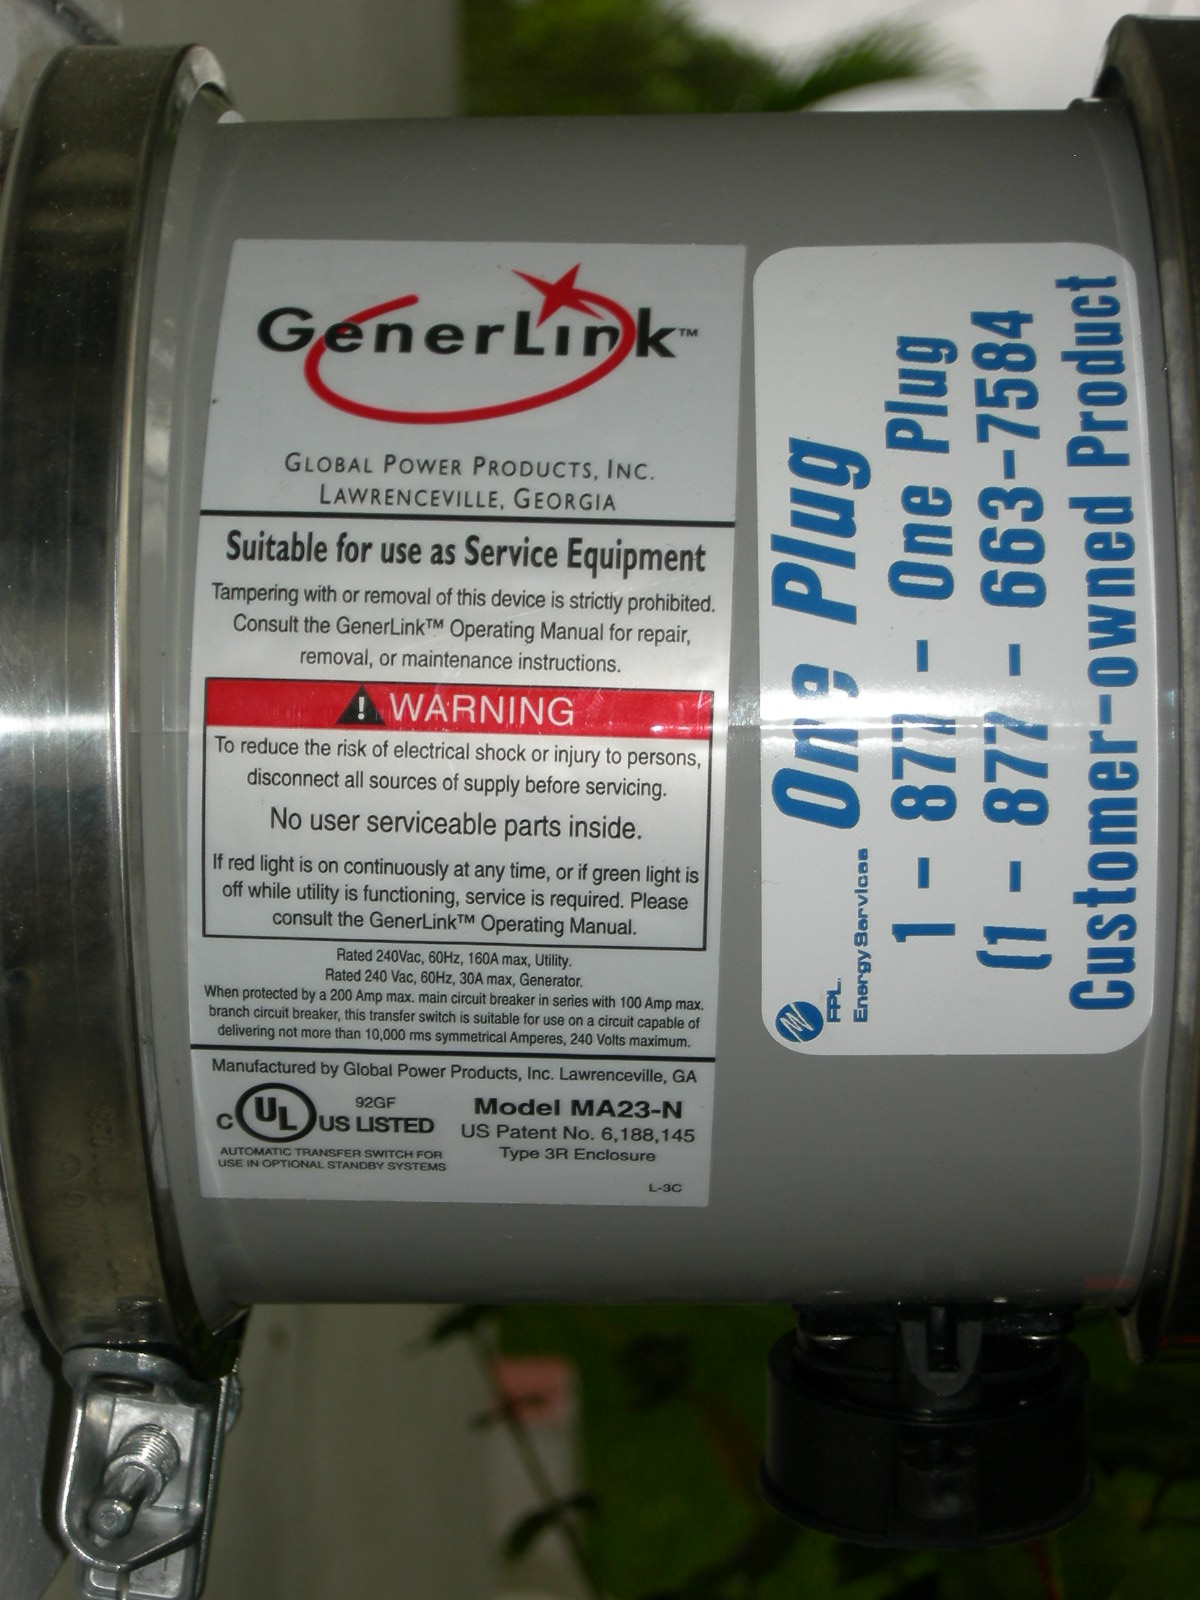 GenerLink™
GLOBAL POWER PRODUCTS, INC.
LAWRENCEVILLE, GEORGIA
Suitable for use as Service Equipment
Tampering with or removal of this device is strictly prohibited.
Consult the GenerLink™ Operating Manual for repair,
removal, or maintenance instructions.
WARNING
To reduce the risk of electrical shock or injury to persons,
disconnect all sources of supply before servicing.
No user serviceable parts inside.
If red light is on continuously at any time, or if green light is
off while utility is functioning, service is required. Please
consult the GenerLink™ Operating Manual.
Rated 240Vac, 60Hz, 160A max, Utility.
Rated 240 Vac, 60Hz, 30A max, Generator.
When protected by a 200 Amp max. main circuit breaker in series with 100 Amp max.
branch circuit breaker, this transfer switch is suitable for use on a circuit capable of
delivering not more than 10,000 rms symmetrical Amperes, 240 Volts maximum.
Manufactured by Global Power Products, Inc. Lawrenceville, GA
92GF
C UL US LISTED
AUTOMATIC TRANSFER SWITCH FOR
USE IN OPTIONAL STANDBY SYSTEMS
Model MA23-N
US Patent No. 6,188,145
Type 3R Enclosure
L-3C
FPL.
Energy Services
One Plug
1 - 877 - One Plug
(1 - 877 - 663-7584
Customer-owned Product